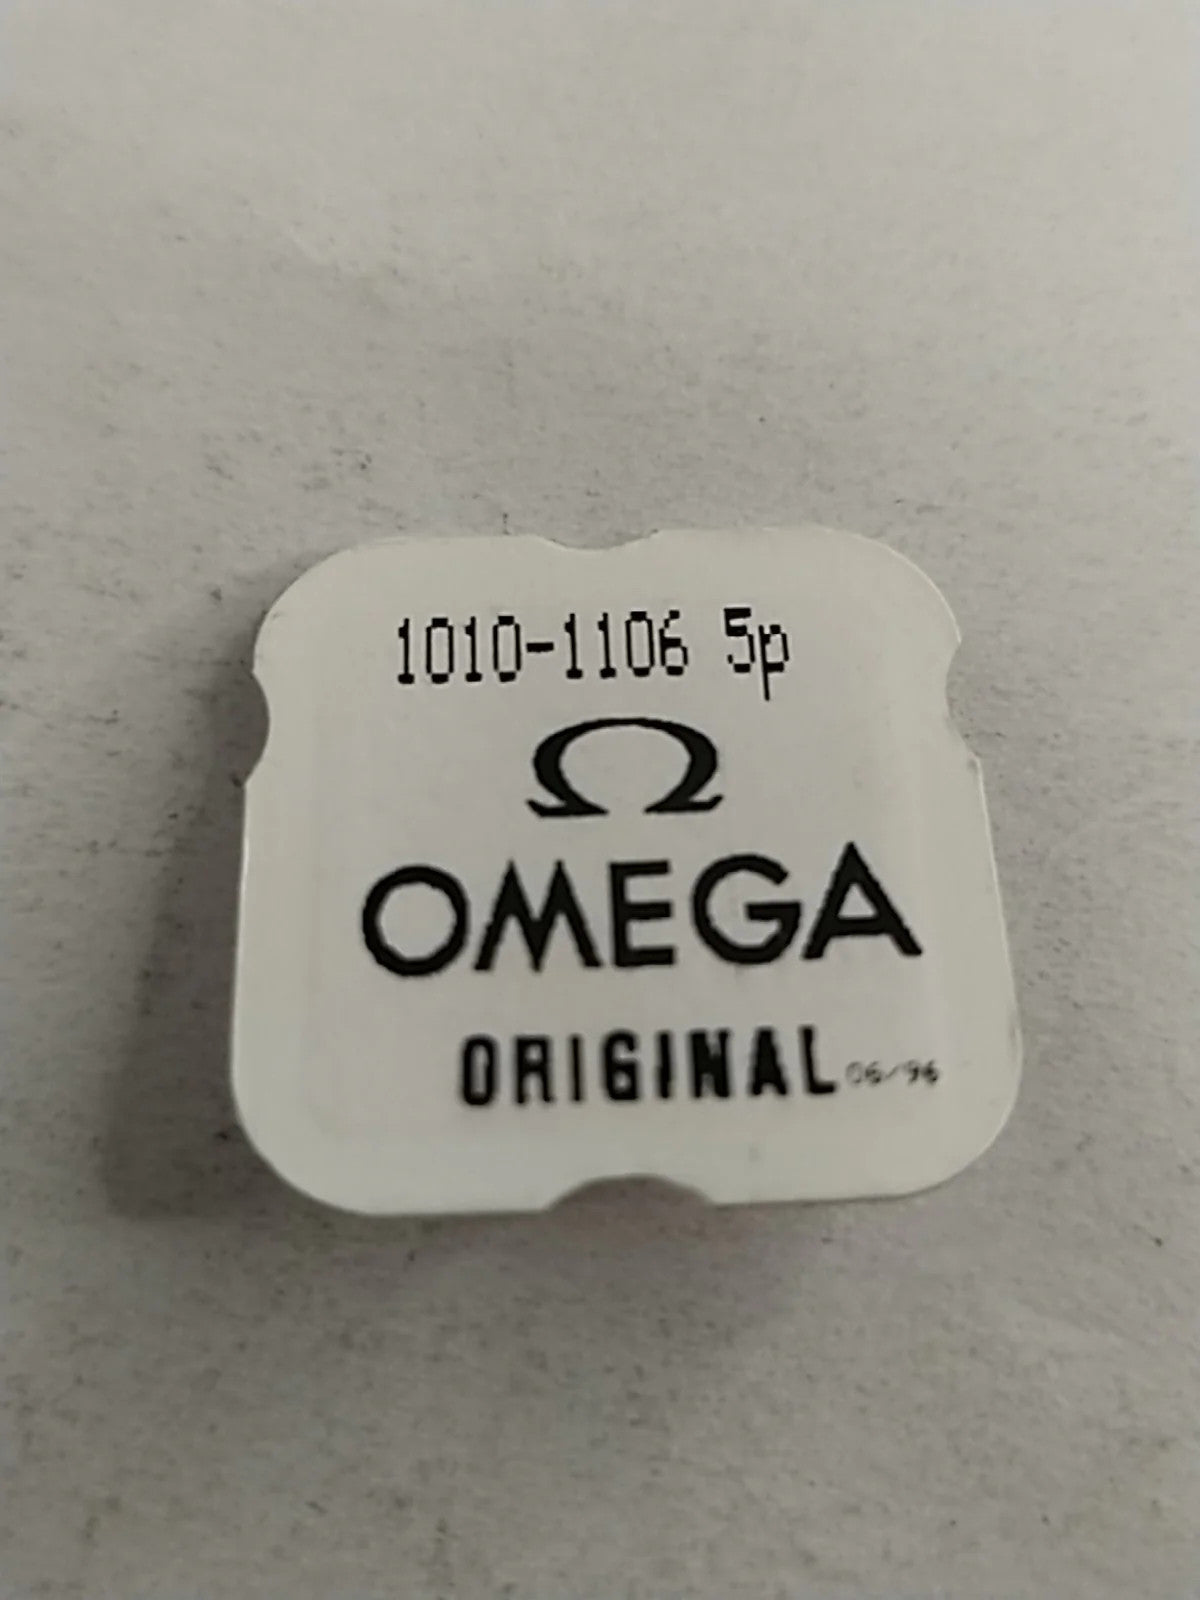 1010-1106 5p
Ω
OMEGA
ORIGINAL 06/96